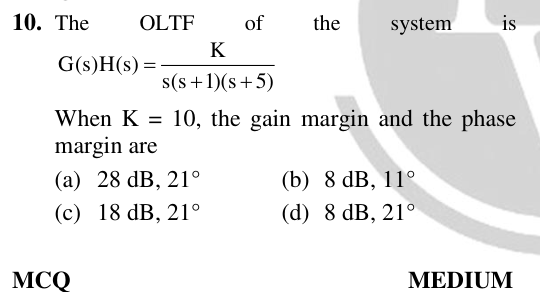 10. The OLTF of the system is
G(s)H(s) = K / s(s+1)(s+5)
When K = 10, the gain margin and the phase
margin are
(a) 28 dB, 21° (b) 8 dB, 11°
(c) 18 dB, 21° (d) 8 dB, 21°
MCQ MEDIUM